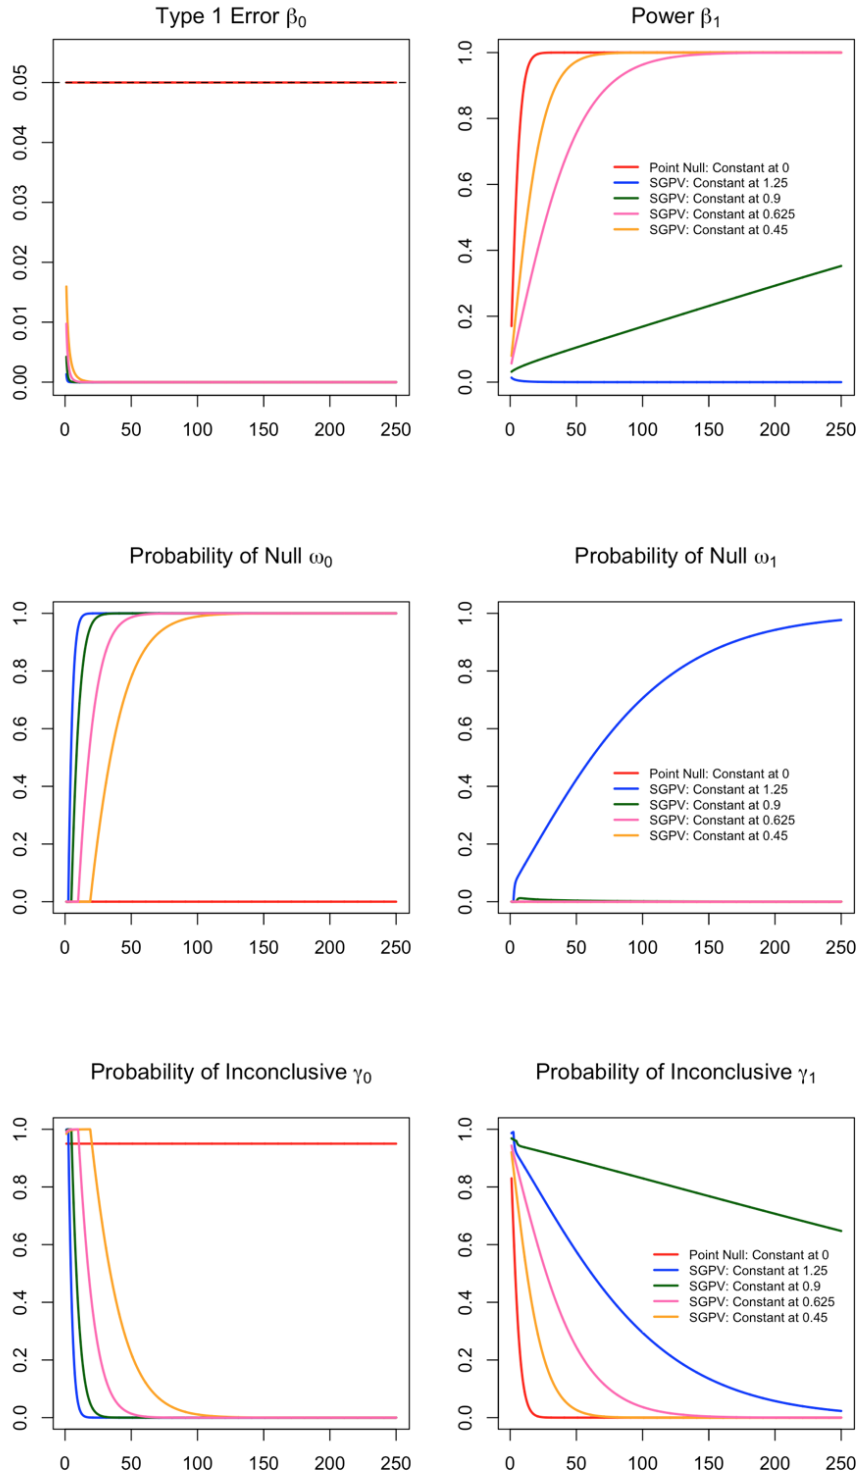 Type 1 Error β0
0.00 0.01 0.02 0.03 0.04 0.05
0 50 100 150 200 250
Power β1
0.0 0.2 0.4 0.6 0.8 1.0
Point Null: Constant at 0
SGPV: Constant at 1.25
SGPV: Constant at 0.9
SGPV: Constant at 0.625
SGPV: Constant at 0.45
0 50 100 150 200 250
Probability of Null ω0
0.0 0.2 0.4 0.6 0.8 1.0
0 50 100 150 200 250
Probability of Null ω1
0.0 0.2 0.4 0.6 0.8 1.0
Point Null: Constant at 0
SGPV: Constant at 1.25
SGPV: Constant at 0.9
SGPV: Constant at 0.625
SGPV: Constant at 0.45
0 50 100 150 200 250
Probability of Inconclusive γ0
0.0 0.2 0.4 0.6 0.8 1.0
0 50 100 150 200 250
Probability of Inconclusive γ1
0.0 0.2 0.4 0.6 0.8 1.0
Point Null: Constant at 0
SGPV: Constant at 1.25
SGPV: Constant at 0.9
SGPV: Constant at 0.625
SGPV: Constant at 0.45
0 50 100 150 200 250